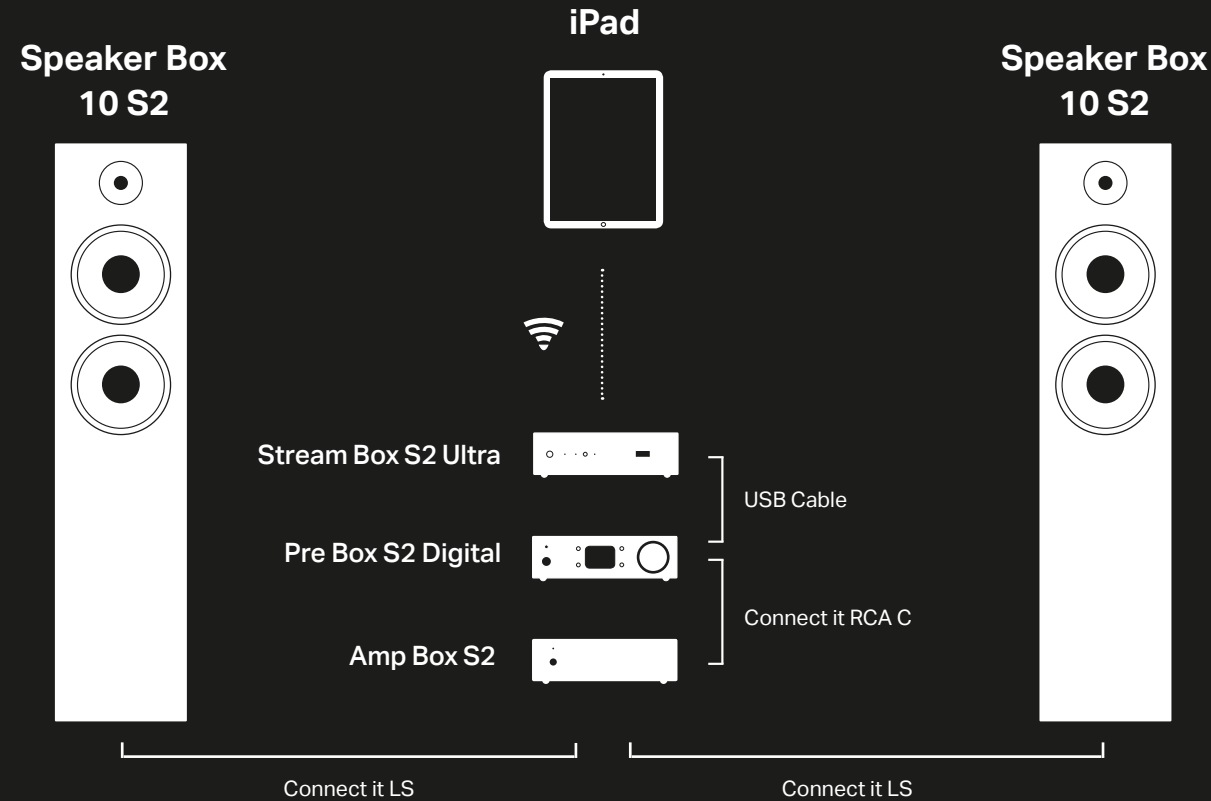 iPad
Speaker Box
10 S2
Speaker Box
10 S2
Stream Box S2 Ultra
USB Cable
Pre Box S2 Digital
Connect it RCA C
Amp Box S2
Connect it LS
Connect it LS